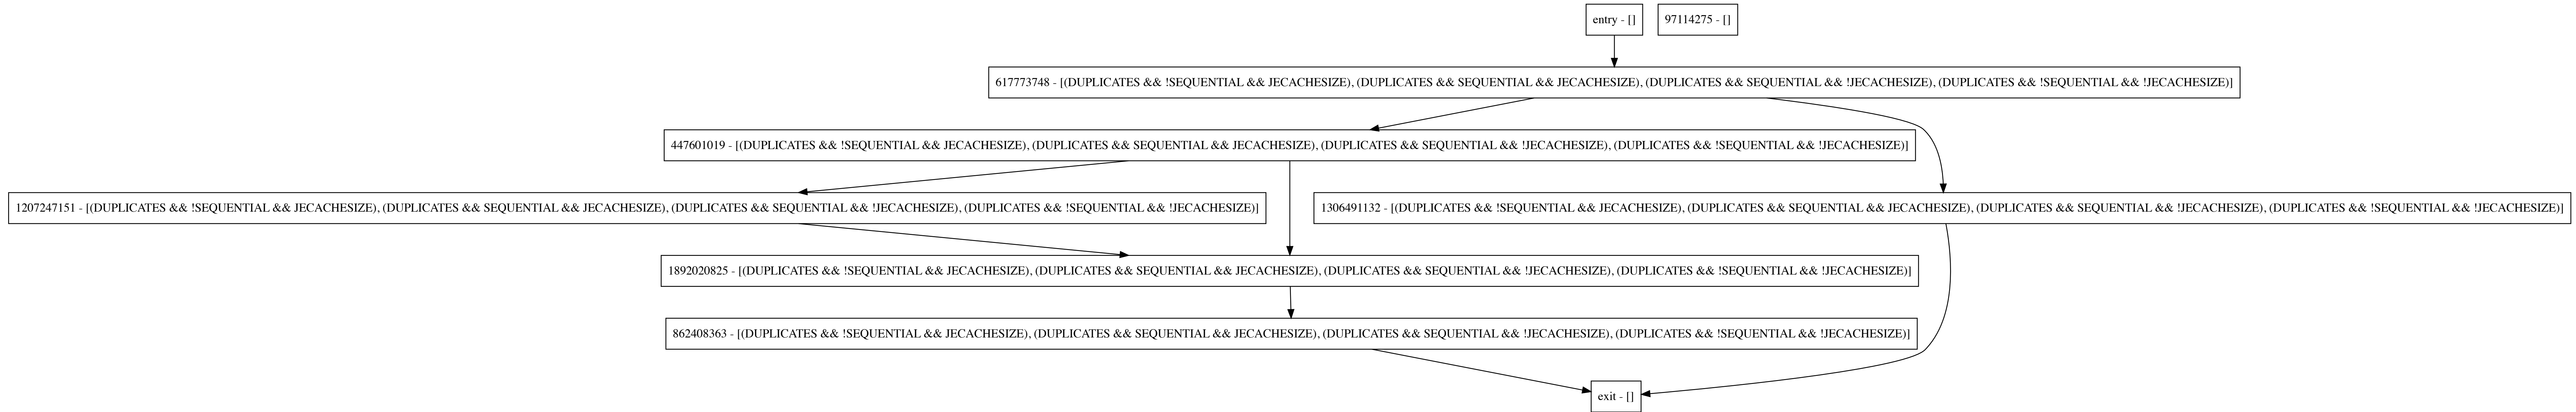 entry - []
97114275 - []
617773748 - [(DUPLICATES && !SEQUENTIAL && JECACHESIZE), (DUPLICATES && SEQUENTIAL && JECACHESIZE), (DUPLICATES && SEQUENTIAL && !JECACHESIZE), (DUPLICATES && !SEQUENTIAL && !JECACHESIZE)]
447601019 - [(DUPLICATES && !SEQUENTIAL && JECACHESIZE), (DUPLICATES && SEQUENTIAL && JECACHESIZE), (DUPLICATES && SEQUENTIAL && !JECACHESIZE), (DUPLICATES && !SEQUENTIAL && !JECACHESIZE)]
1207247151 - [(DUPLICATES && !SEQUENTIAL && JECACHESIZE), (DUPLICATES && SEQUENTIAL && JECACHESIZE), (DUPLICATES && SEQUENTIAL && !JECACHESIZE), (DUPLICATES && !SEQUENTIAL && !JECACHESIZE)]
1306491132 - [(DUPLICATES && !SEQUENTIAL && JECACHESIZE), (DUPLICATES && SEQUENTIAL && JECACHESIZE), (DUPLICATES && SEQUENTIAL && !JECACHESIZE), (DUPLICATES && !SEQUENTIAL && !JECACHESIZE)]
1892020825 - [(DUPLICATES && !SEQUENTIAL && JECACHESIZE), (DUPLICATES && SEQUENTIAL && JECACHESIZE), (DUPLICATES && SEQUENTIAL && !JECACHESIZE), (DUPLICATES && !SEQUENTIAL && !JECACHESIZE)]
862408363 - [(DUPLICATES && !SEQUENTIAL && JECACHESIZE), (DUPLICATES && SEQUENTIAL && JECACHESIZE), (DUPLICATES && SEQUENTIAL && !JECACHESIZE), (DUPLICATES && !SEQUENTIAL && !JECACHESIZE)]
exit - []